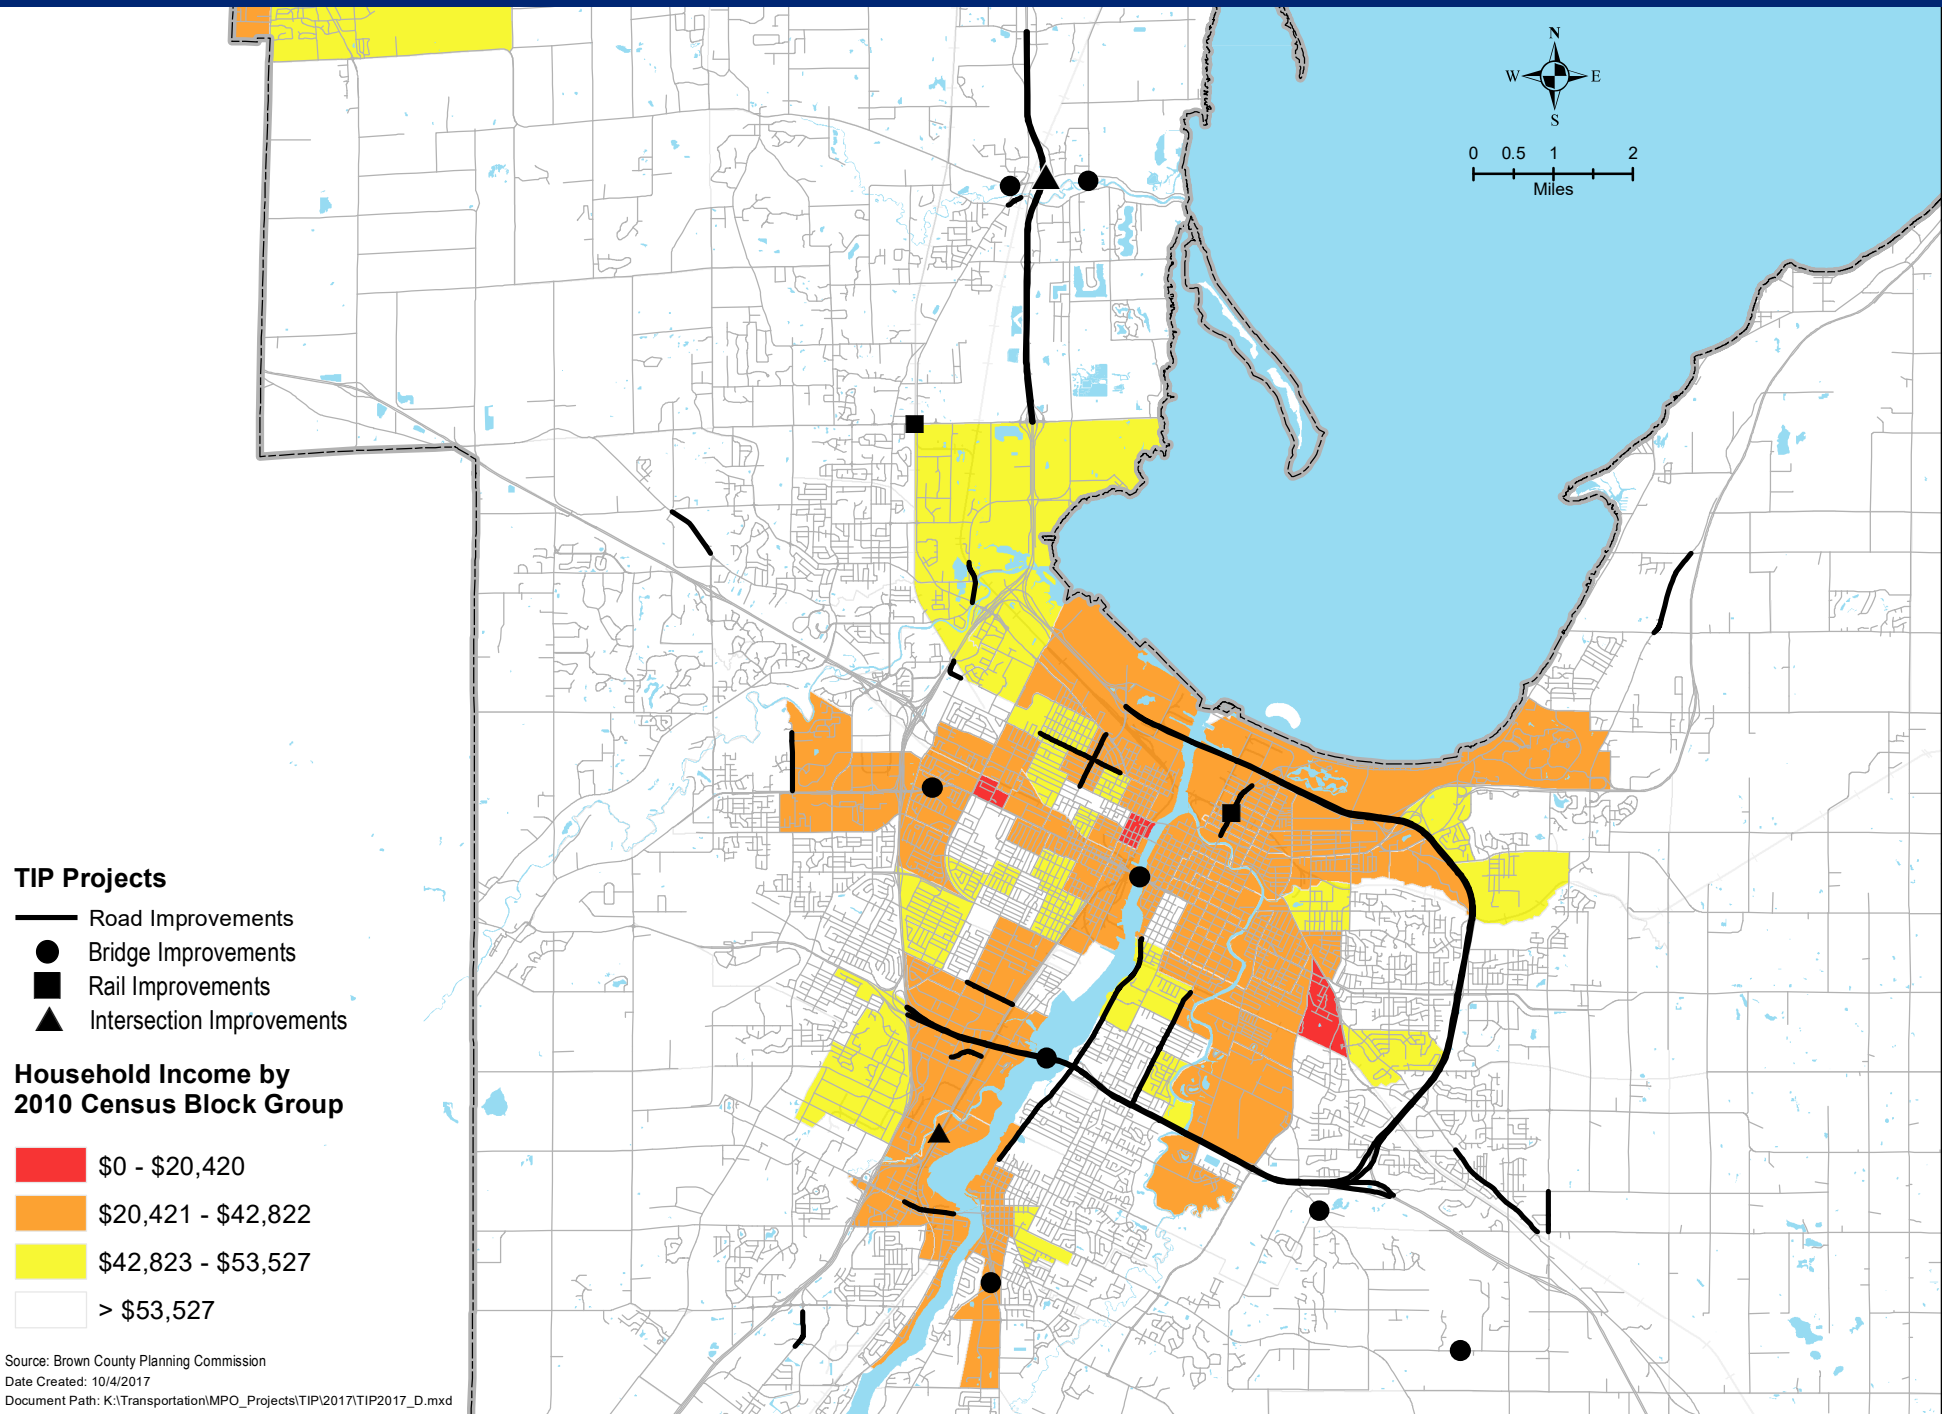 N
W
E
S
0 0.5 1 2
Miles
TIP Projects
Road Improvements
Bridge Improvements
Rail Improvements
Intersection Improvements
Household Income by
2010 Census Block Group
$0 - $20,420
$20,421 - $42,822
$42,823 - $53,527
> $53,527
Source: Brown County Planning Commission
Date Created: 10/4/2017
Document Path: K:\Transportation\MPO_Projects\TIP\2017\TIP2017_D.mxd